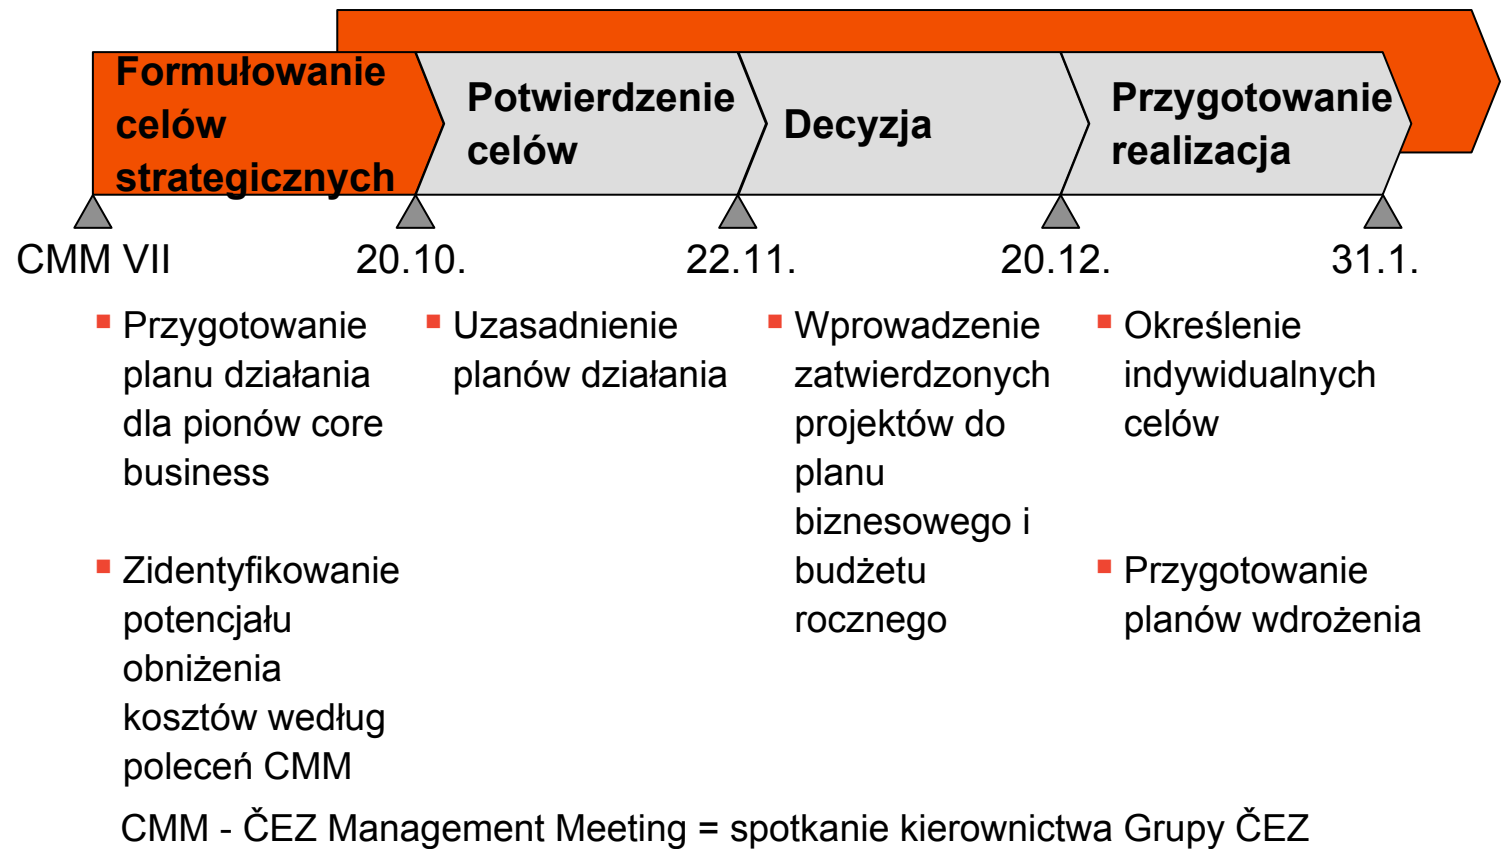 Formułowanie
celów
strategicznych
Potwierdzenie
celów
Decyzja
Przygotowanie
realizacja
CMM VII
20.10.
22.11.
20.12.
31.1.
Przygotowanie
planu działania
dla pionów core
business
Zidentyfikowanie
potencjału
obniżenia
kosztów według
poleceń CMM
Uzasadnienie
planów działania
Wprowadzenie
zatwierdzonych
projektów do
planu
biznesowego i
budżetu
rocznego
Określenie
indywidualnych
celów
Przygotowanie
planów wdrożenia
CMM - ČEZ Management Meeting = spotkanie kierownictwa Grupy ČEZ